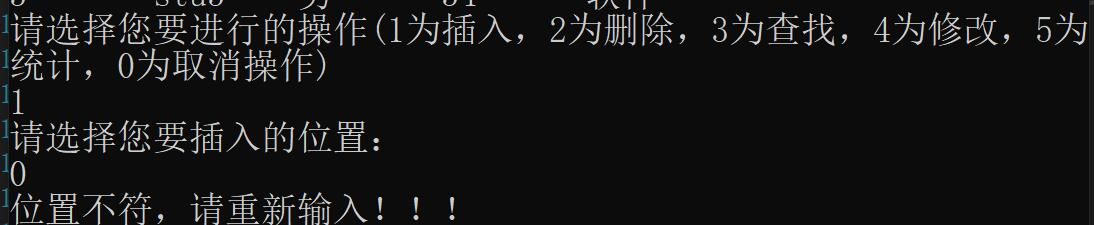 请选择您要进行的操作(1为插入，2为删除，3为查找，4为修改，5为
统计，0为取消操作)
1
请选择您要插入的位置：
0
位置不符，请重新输入！！！